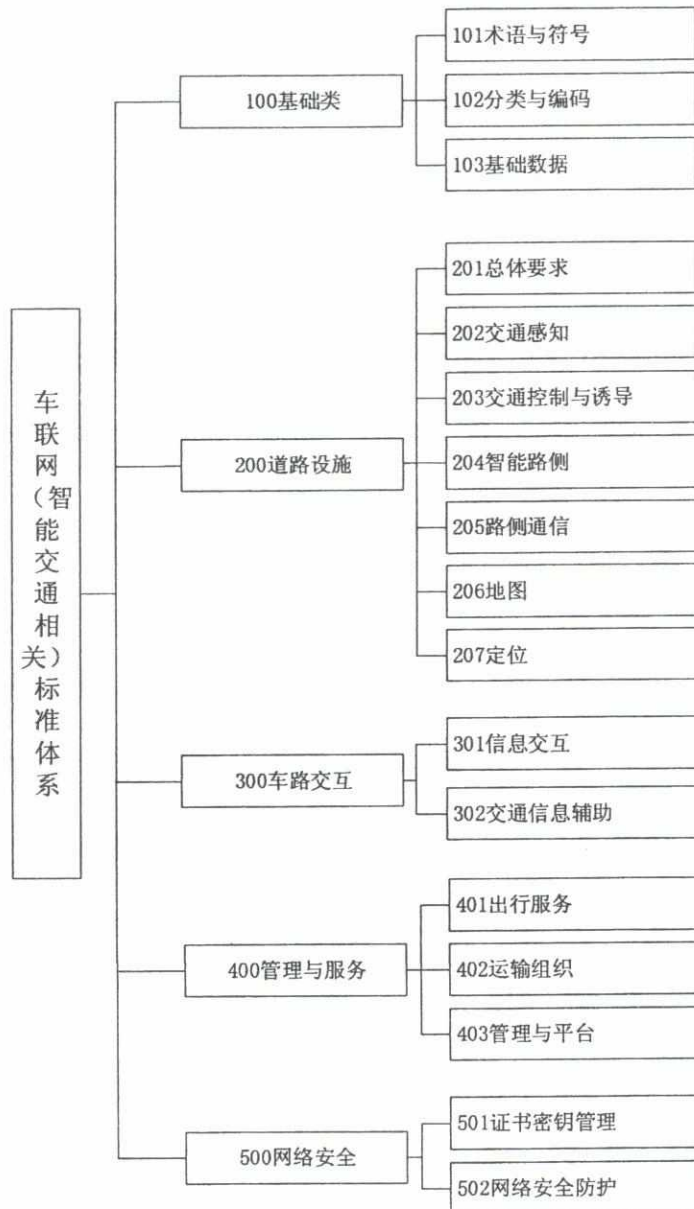 车联网（智能交通相关）标准体系
100基础类
101术语与符号
102分类与编码
103基础数据
200道路设施
201总体要求
202交通感知
203交通控制与诱导
204智能路侧
205路侧通信
206地图
207定位
300车路交互
301信息交互
302交通信息辅助
400管理与服务
401出行服务
402运输组织
403管理与平台
500网络安全
501证书密钥管理
502网络安全防护